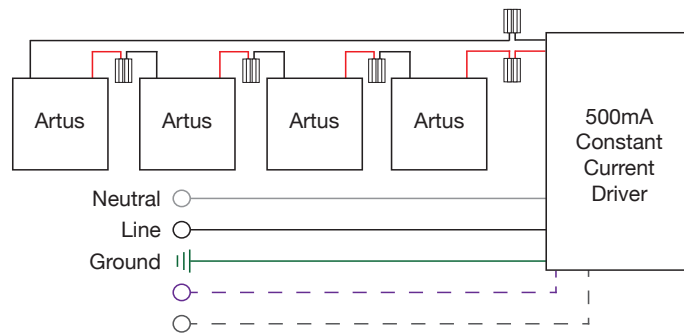 Artus
Artus
Artus
Artus
500mA
Constant
Current
Driver
Neutral
Line
Ground